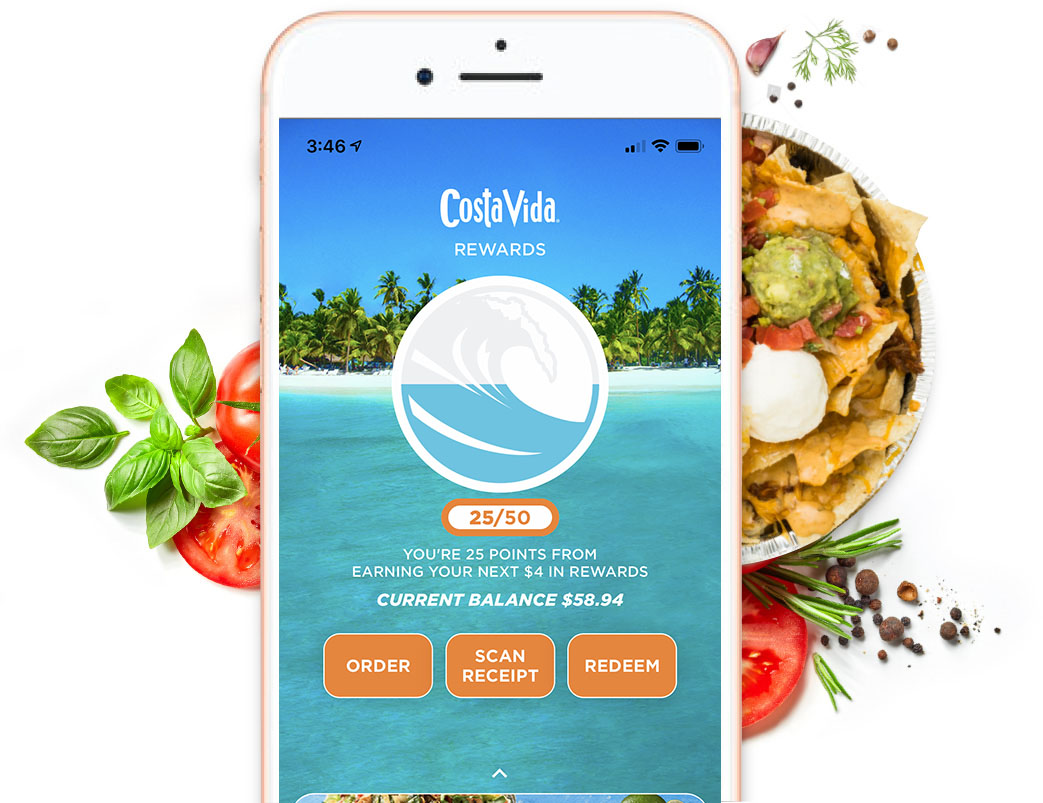 3:46
CostaVida
REWARDS
25/50
YOU'RE 25 POINTS FROM
EARNING YOUR NEXT $4 IN REWARDS
CURRENT BALANCE $58.94
ORDER
SCAN
RECEIPT
REDEEM